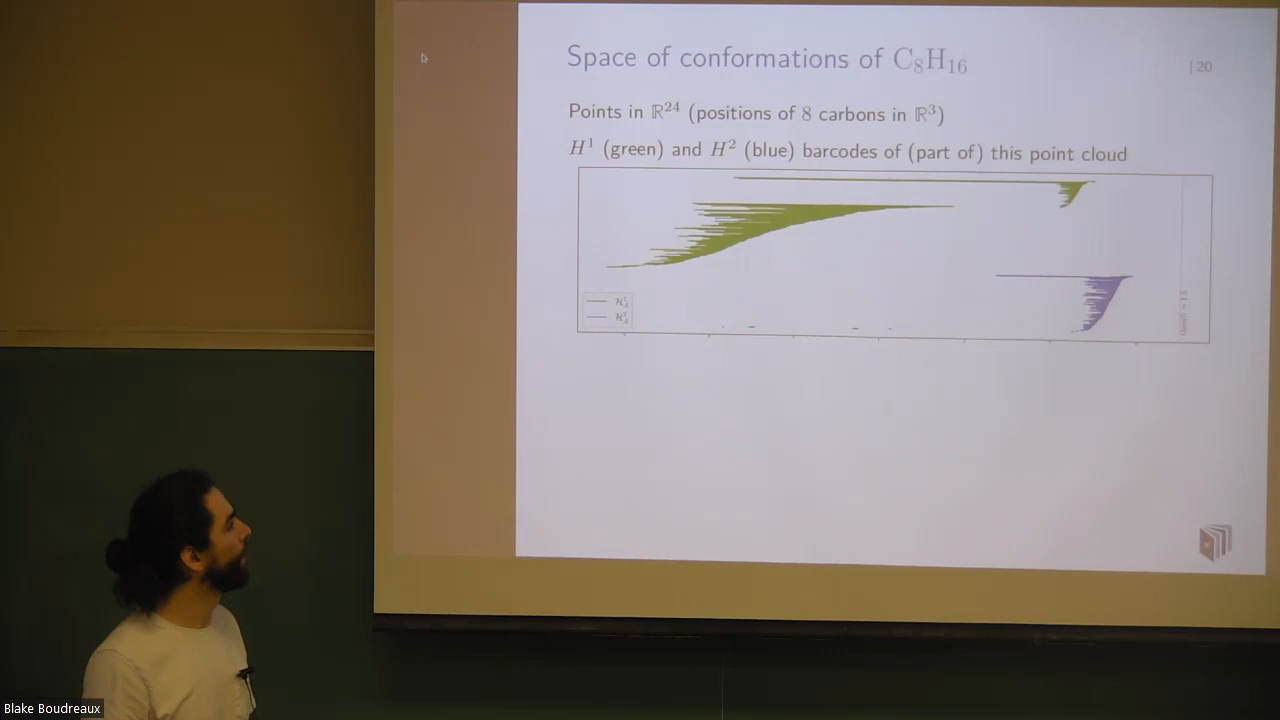 Space of conformations of C₈H₁₆
| 20
Points in ℝ²⁴ (positions of 8 carbons in ℝ³)
H¹ (green) and H² (blue) barcodes of (part of) this point cloud
Blake Boudreaux